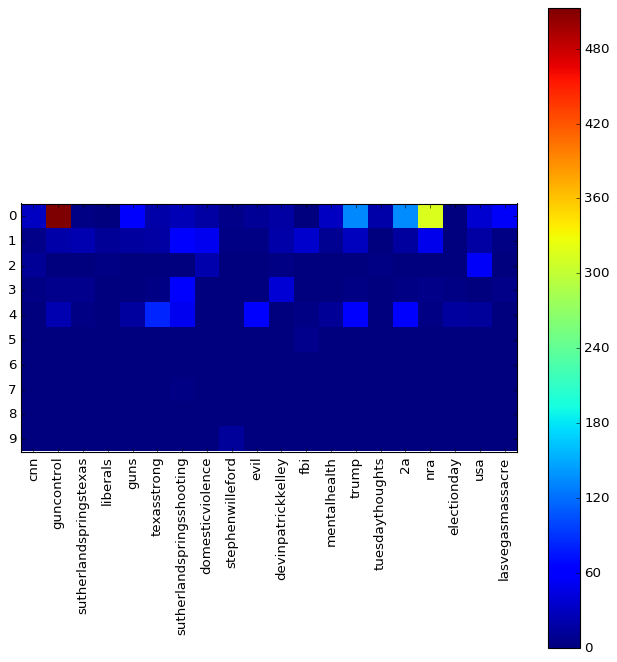 480
420
360
300
240
180
120
60
0
0
1
2
3
4
5
6
7
8
9
cnn
guncontrol
sutherlandspringstexas
liberals
guns
texasstrong
sutherlandspringsshooting
domesticviolence
stephenwilleford
evil
devinpatrickkelley
fbi
mentalhealth
trump
tuesdaythoughts
2a
nra
electionday
usa
lasvegasmassacre